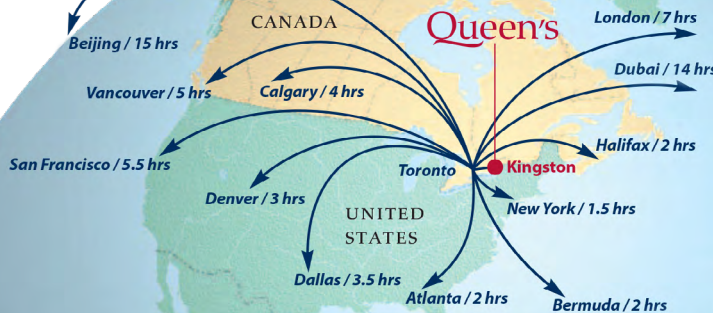 London / 7 hrs
CANADA
Queen's
Beijing / 15 hrs
Dubai / 14 hrs
Vancouver / 5 hrs
Calgary / 4 hrs
Halifax / 2 hrs
San Francisco / 5.5 hrs
Toronto
Kingston
Denver / 3 hrs
New York / 1.5 hrs
UNITED
STATES
Dallas / 3.5 hrs
Atlanta / 2 hrs
Bermuda / 2 hrs